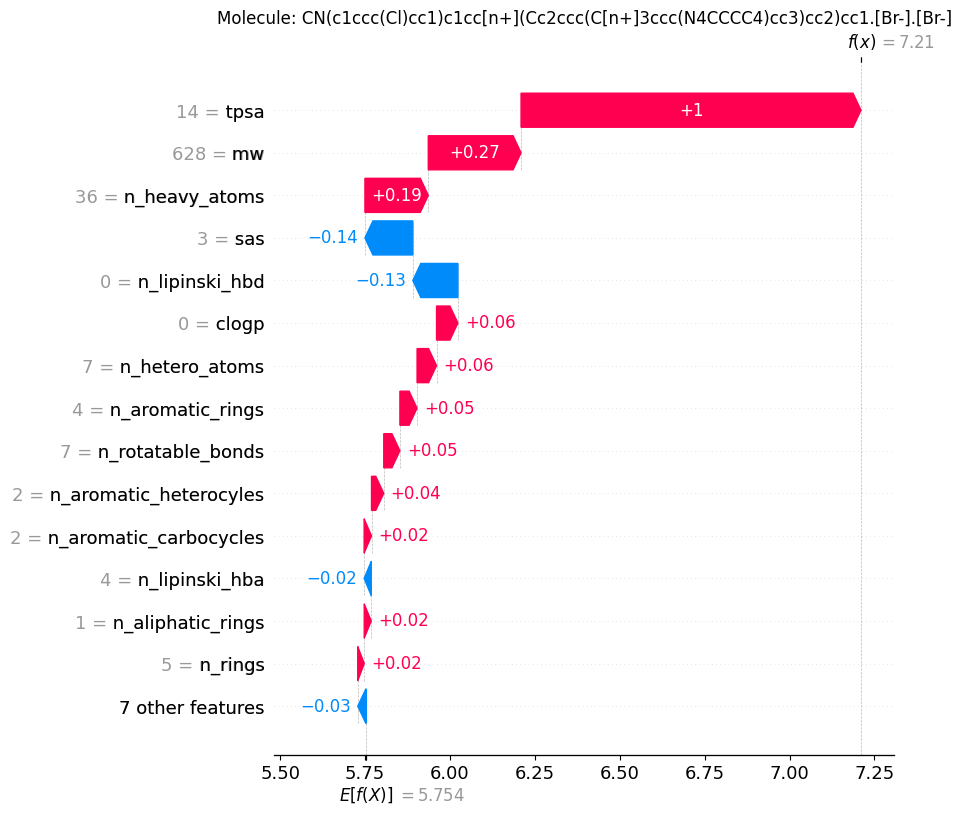 Molecule: CN(c1ccc(Cl)cc1)c1cc[n+](Cc2ccc(C[n+]3ccc(N4CCCC4)cc3)cc2)cc1.[Br-].[Br-]
f(x) = 7.21
14 = tpsa +1
628 = mw +0.27
36 = n_heavy_atoms +0.19
3 = sas −0.14
0 = n_lipinski_hbd −0.13
0 = clogp +0.06
7 = n_hetero_atoms +0.06
4 = n_aromatic_rings +0.05
7 = n_rotatable_bonds +0.05
2 = n_aromatic_heterocyles +0.04
2 = n_aromatic_carbocycles +0.02
4 = n_lipinski_hba −0.02
1 = n_aliphatic_rings +0.02
5 = n_rings +0.02
7 other features −0.03
5.50 5.75 6.00 6.25 6.50 6.75 7.00 7.25
E[f(X)] = 5.754